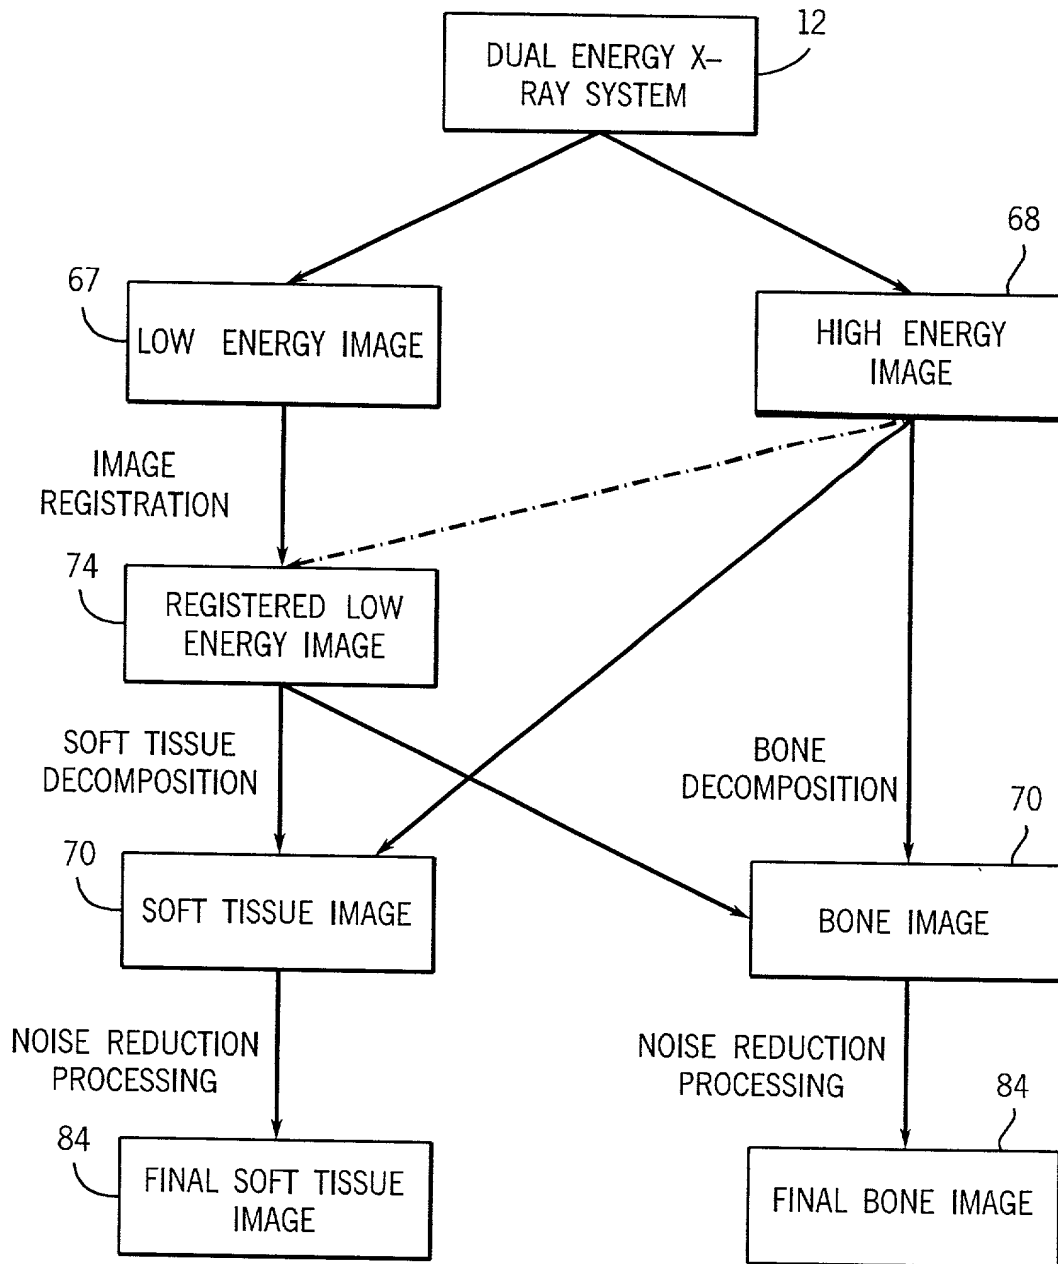 12
DUAL ENERGY X–
RAY SYSTEM
68
67
LOW ENERGY IMAGE
HIGH ENERGY
IMAGE
IMAGE
REGISTRATION
74
REGISTERED LOW
ENERGY IMAGE
SOFT TISSUE
DECOMPOSITION
BONE
DECOMPOSITION
70
70
SOFT TISSUE IMAGE
BONE IMAGE
NOISE REDUCTION
PROCESSING
NOISE REDUCTION
PROCESSING
84
84
FINAL SOFT TISSUE
IMAGE
FINAL BONE IMAGE